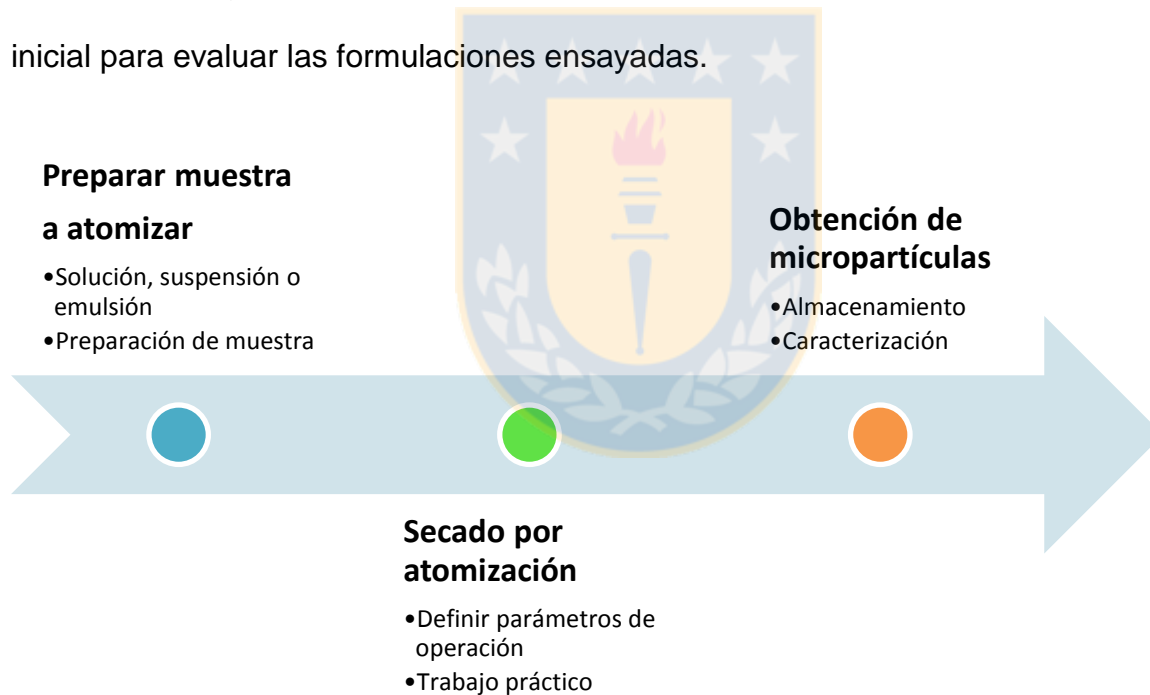 inicial para evaluar las formulaciones ensayadas.
Preparar muestra
a atomizar
•Solución, suspensión o
emulsión
•Preparación de muestra
Secado por
atomización
•Definir parámetros de
operación
•Trabajo práctico
Obtención de
micropartículas
•Almacenamiento
•Caracterización